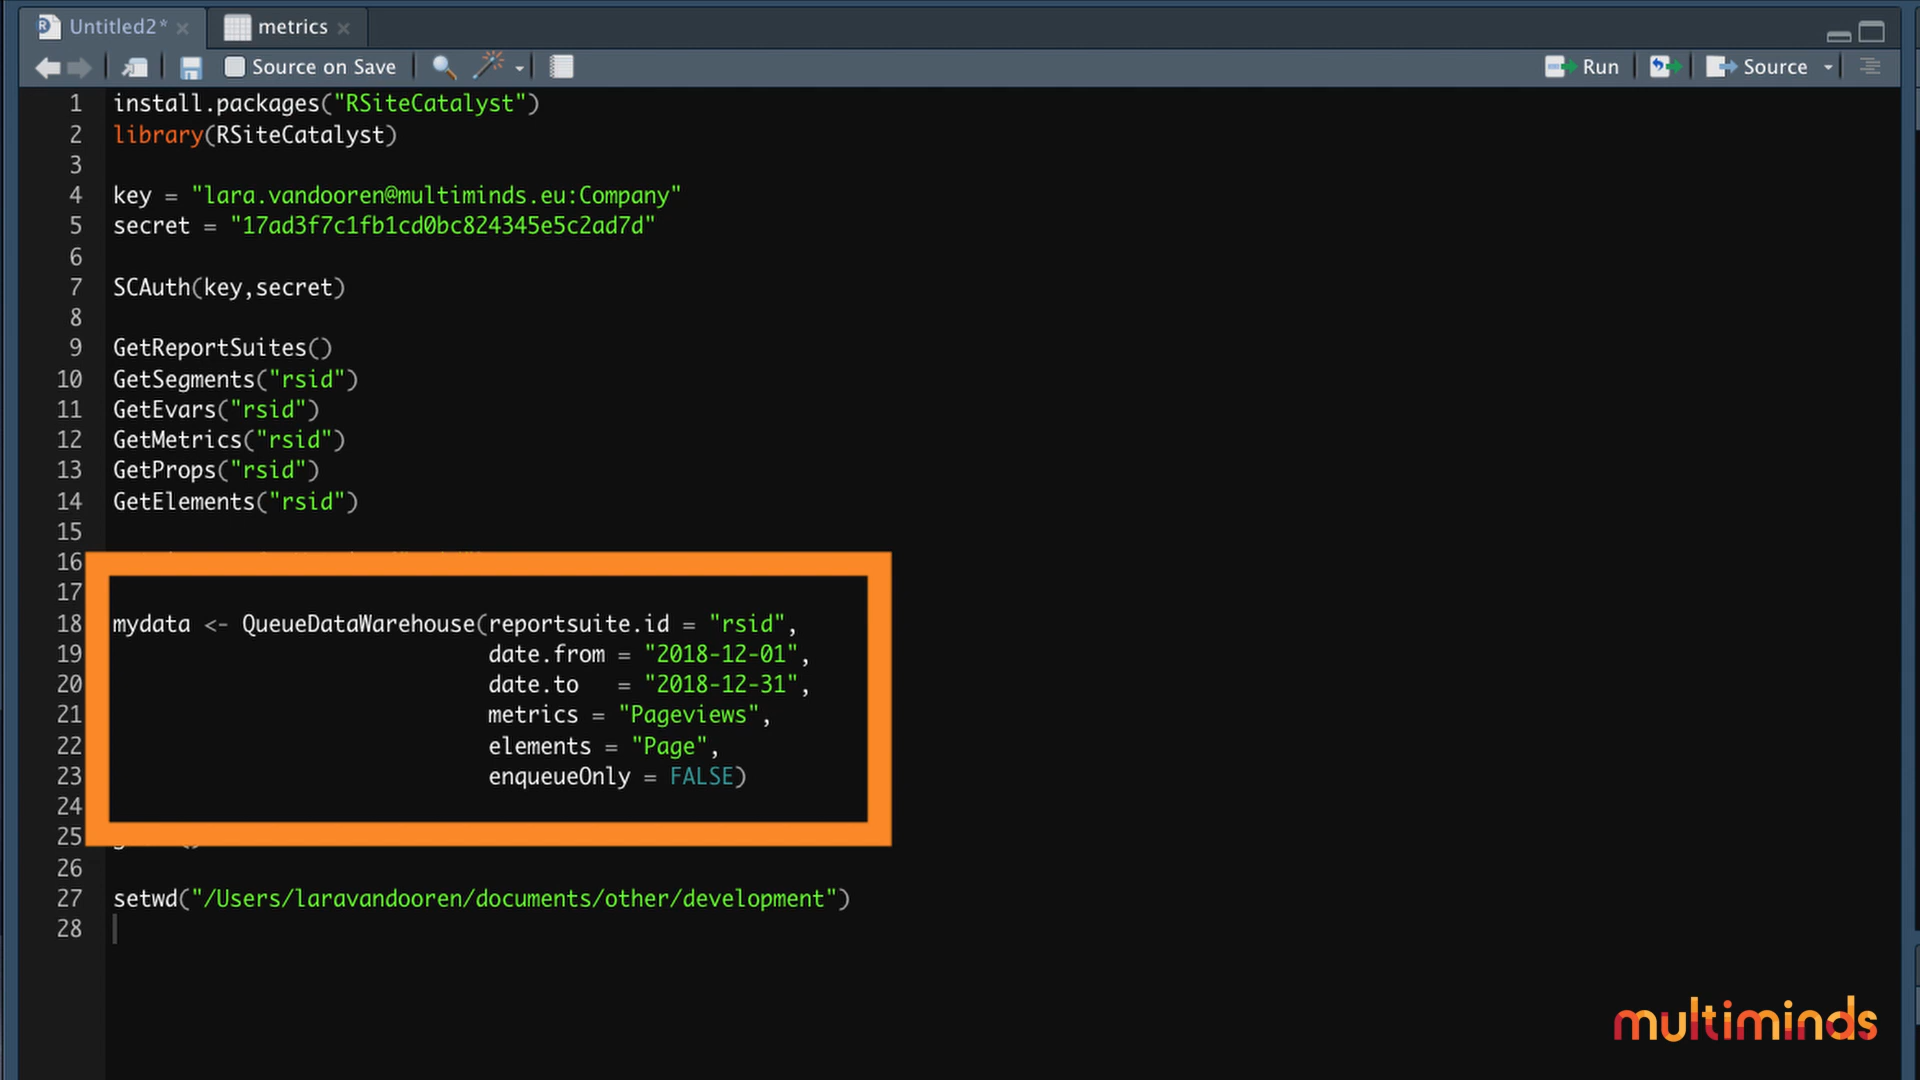 Untitled2* × metrics ×
Source on Save Run Source
1 install.packages("RSiteCatalyst")
2 library(RSiteCatalyst)
3
4 key = "lara.vandooren@multiminds.eu:Company"
5 secret = "17ad3f7c1fb1cd0bc824345e5c2ad7d"
6
7 SCAuth(key,secret)
8
9 GetReportSuites()
10 GetSegments("rsid")
11 GetEvars("rsid")
12 GetMetrics("rsid")
13 GetProps("rsid")
14 GetElements("rsid")
15
16
17
18 mydata <- QueueDataWarehouse(reportsuite.id = "rsid",
19 date.from = "2018-12-01",
20 date.to = "2018-12-31",
21 metrics = "Pageviews",
22 elements = "Page",
23 enqueueOnly = FALSE)
24
25
26
27 setwd("/Users/laravandooren/documents/other/development")
28
multiminds